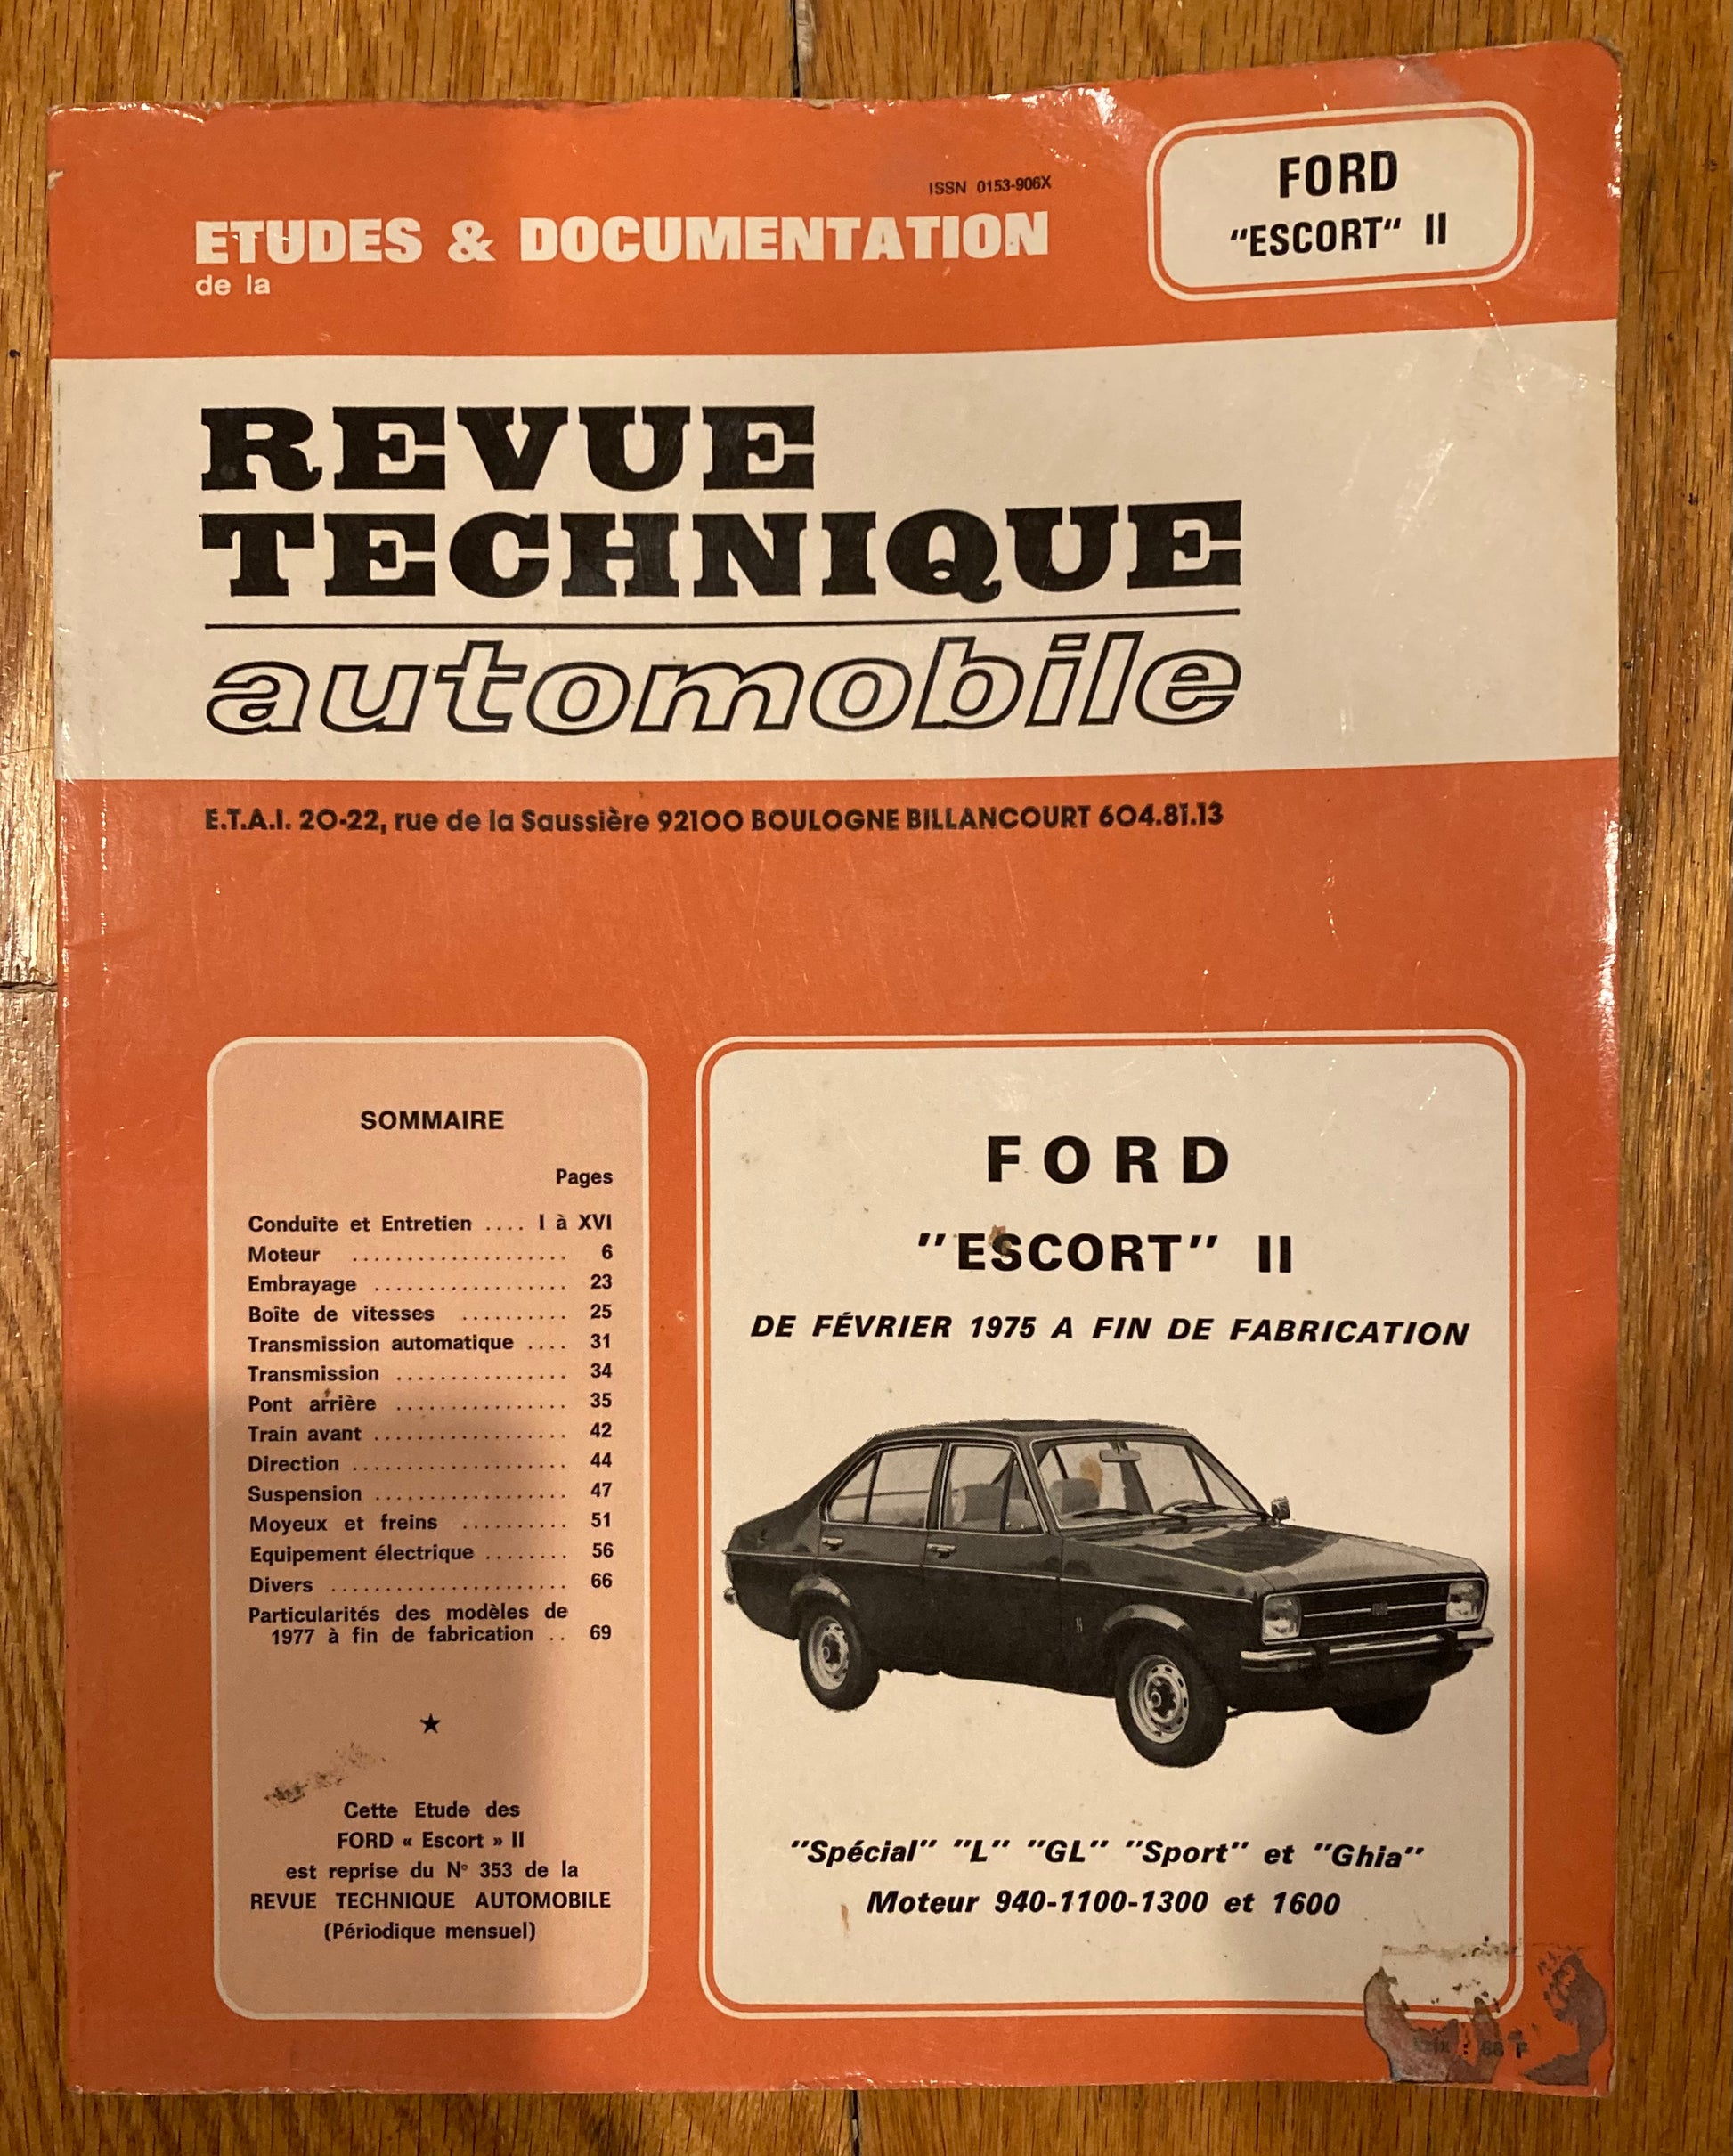 ISSN 0153-906X
ETUDES & DOCUMENTATION
de la
FORD
"ESCORT" II
REVUE
TECHNIQUE
automobile
E.T.A.I. 20-22, rue de la Saussière 92100 BOULOGNE BILLANCOURT 604.81.13
SOMMAIRE
Pages
Conduite et Entretien .... I à XVI
Moteur .................... 6
Embrayage .................. 23
Boîte de vitesses .......... 25
Transmission automatique .... 31
Transmission ................ 34
Pont arrière ................ 35
Train avant .................. 42
Direction .................... 44
Suspension .................. 47
Moyeux et freins .......... 51
Equipement électrique ........ 56
Divers ...................... 66
Particularités des modèles de
1977 à fin de fabrication .. 69
★
Cette Etude des
FORD « Escort » II
est reprise du N° 353 de la
REVUE TECHNIQUE AUTOMOBILE
(Périodique mensuel)
FORD
"ESCORT" II
DE FÉVRIER 1975 A FIN DE FABRICATION
"Spécial" "L" "GL" "Sport" et "Ghia"
Moteur 940-1100-1300 et 1600